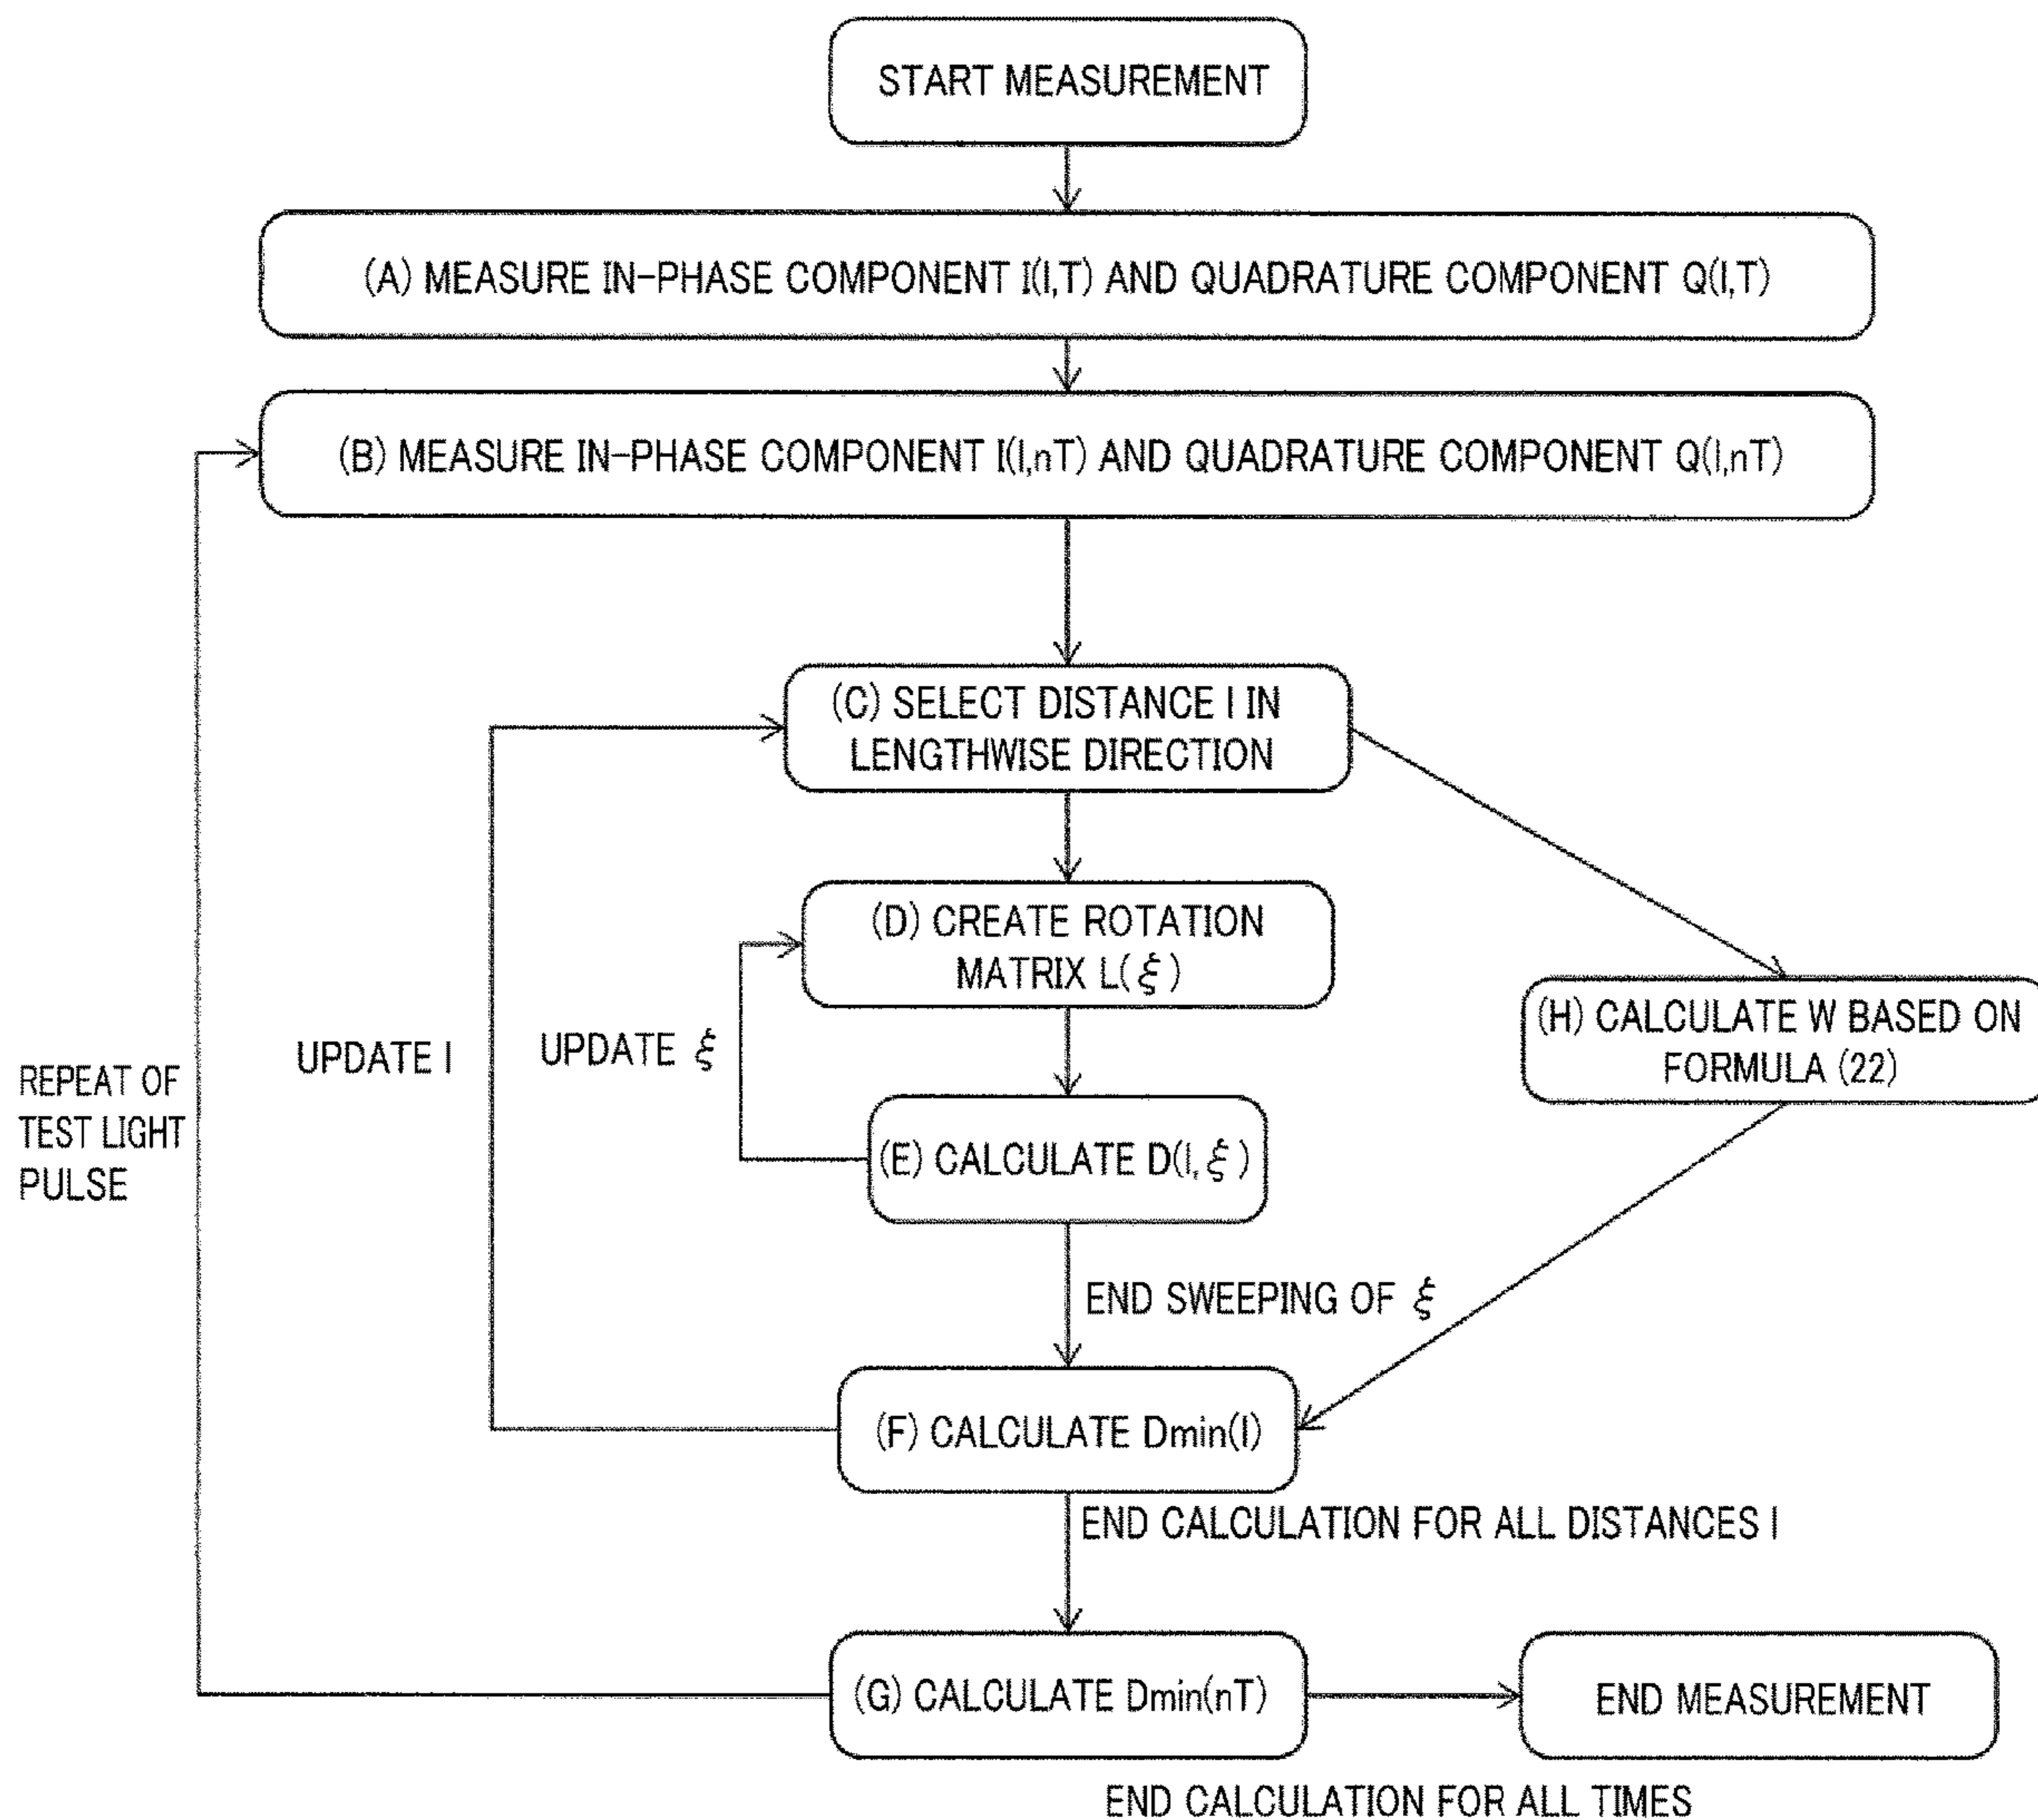 START MEASUREMENT
(A) MEASURE IN-PHASE COMPONENT I(l,T) AND QUADRATURE COMPONENT Q(l,T)
(B) MEASURE IN-PHASE COMPONENT I(l,nT) AND QUADRATURE COMPONENT Q(l,nT)
(C) SELECT DISTANCE l IN
LENGTHWISE DIRECTION
(D) CREATE ROTATION
MATRIX L(ξ)
(H) CALCULATE W BASED ON
FORMULA (22)
UPDATE l
UPDATE ξ
REPEAT OF
TEST LIGHT
PULSE
(E) CALCULATE D(l,ξ)
END SWEEPING OF ξ
(F) CALCULATE Dmin(l)
END CALCULATION FOR ALL DISTANCES l
(G) CALCULATE Dmin(nT)
END MEASUREMENT
END CALCULATION FOR ALL TIMES